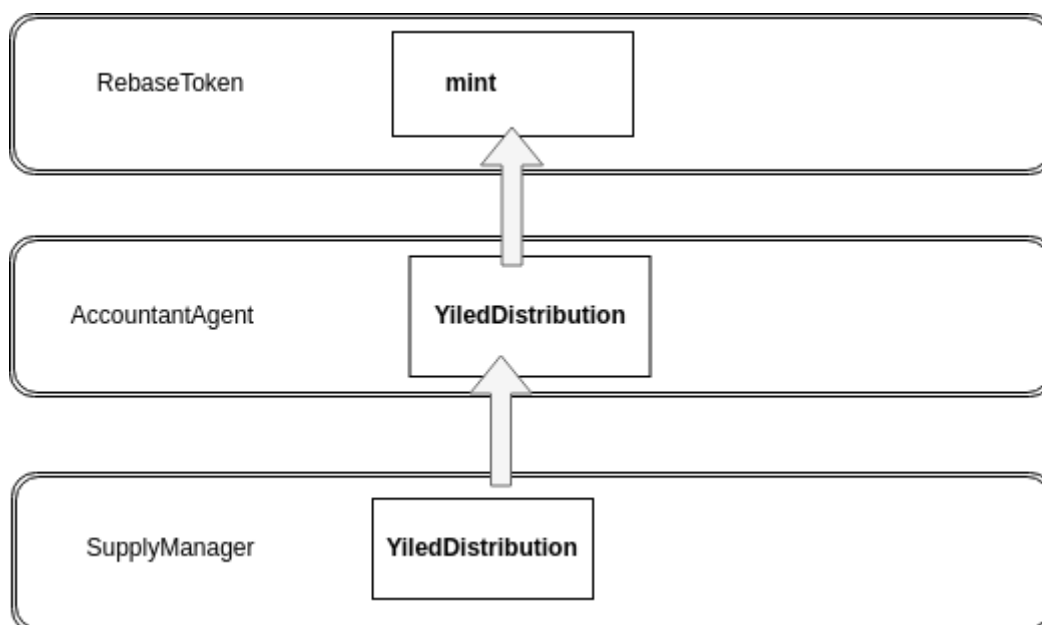 RebaseToken
mint
AccountantAgent
YiledDistribution
SupplyManager
YiledDistribution